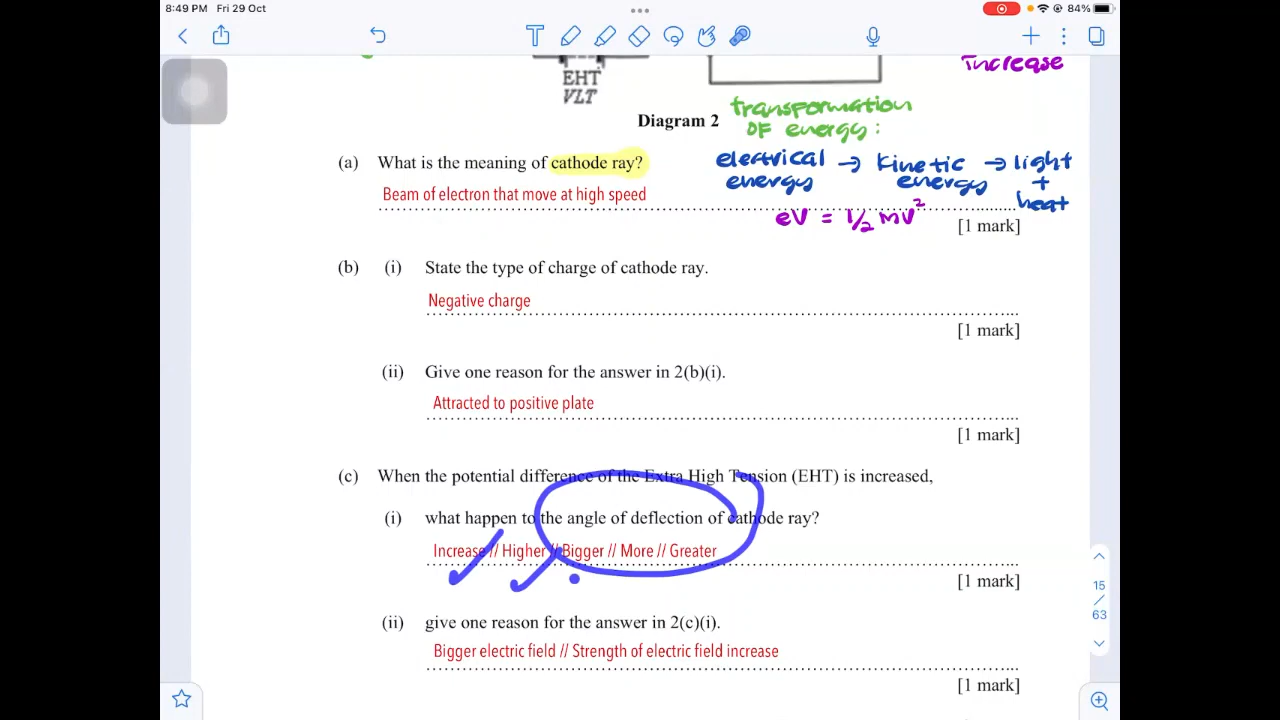 8:49 PM Fri 29 Oct
84%
Increase
EHT
VLT
Diagram 2
transformation
OF energy :
electrical → kinetic → light
energy energy +
heat
eV = 1/2 mv²
(a) What is the meaning of cathode ray?
Beam of electron that move at high speed
[1 mark]
(b) (i) State the type of charge of cathode ray.
Negative charge
[1 mark]
(ii) Give one reason for the answer in 2(b)(i).
Attracted to positive plate
[1 mark]
(c) When the potential difference of the Extra High Tension (EHT) is increased,
(i) what happen to the angle of deflection of cathode ray?
Increase // Higher // Bigger // More // Greater
[1 mark]
(ii) give one reason for the answer in 2(c)(i).
Bigger electric field // Strength of electric field increase
[1 mark]
15
/
63